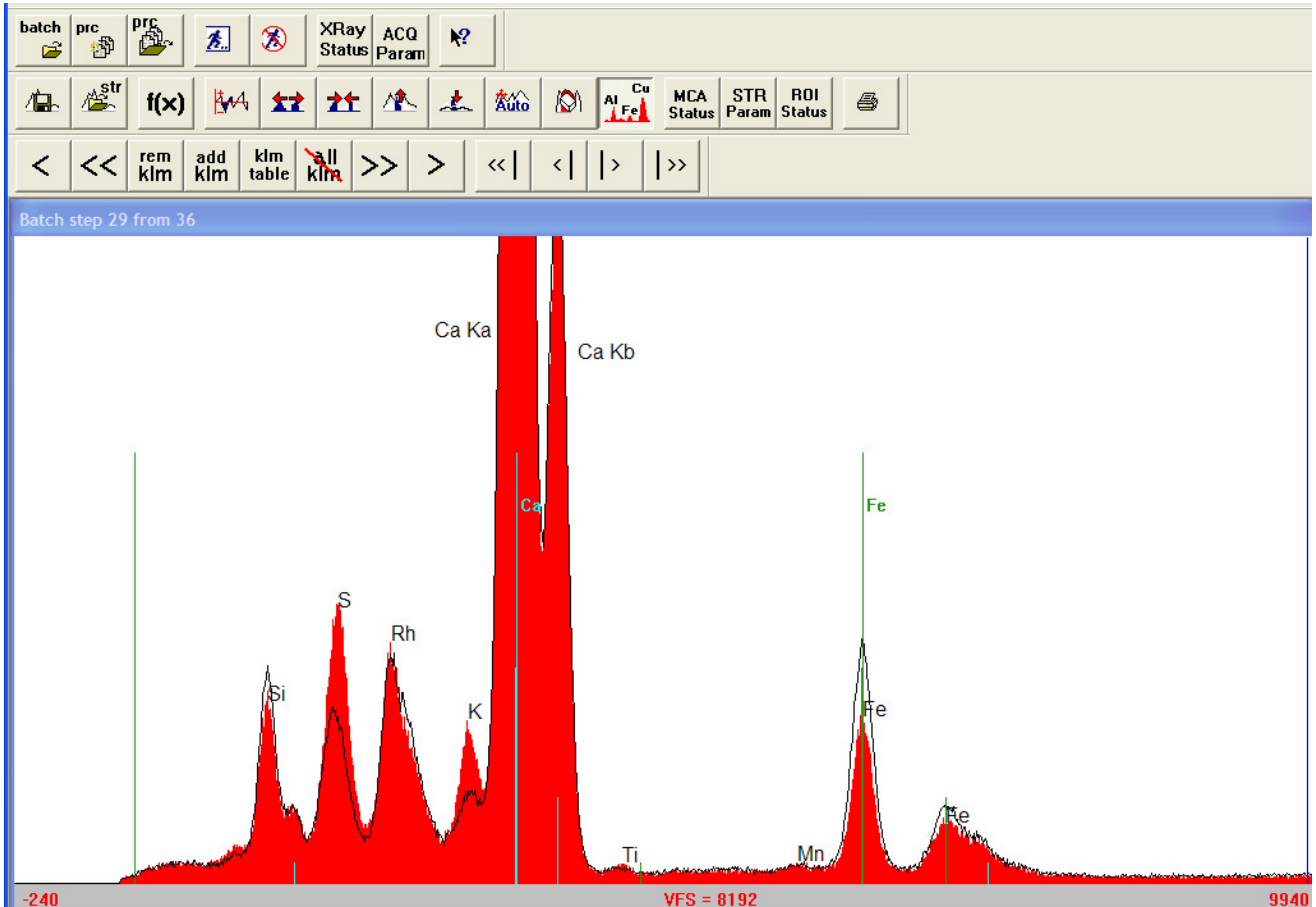 batch prc prc XRay Status ACQ Param ?
str f(x) Auto Al Cu Fe MCA Status STR Param ROI Status
< << rem klm add klm klm table all klm >> > <<| <| |> |>>
Batch step 29 from 36
Ca Ka
Ca Kb
Ca
Fe
S
Rh
Si
K
Fe
Fe
Ti
Mn
-240 VFS = 8192 9940